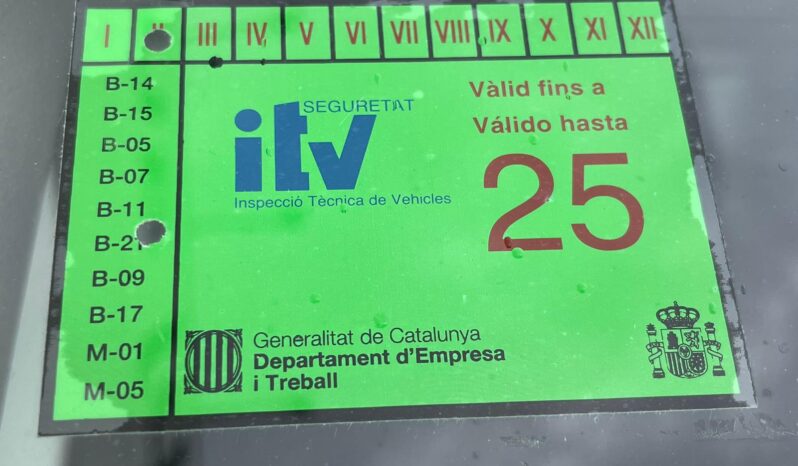 I II III IV V VI VII VIII IX X XI XII
B-14
B-15
B-05
B-07
B-11
B-21
B-09
B-17
M-01
M-05
SEGURETAT
itv
Inspecció Tècnica de Vehicles
Vàlid fins a
Válido hasta
25
Generalitat de Catalunya
Departament d'Empresa
i Treball